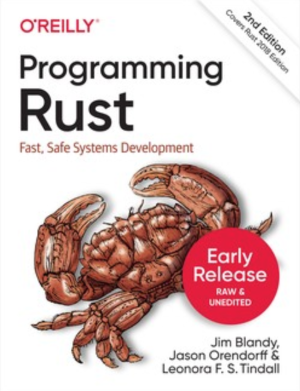 O'REILLY®
2nd Edition
Covers Rust 2018 Edition
Programming
Rust
Fast, Safe Systems Development
Early
Release
RAW &
UNEDITED
Jim Blandy,
Jason Orendorff &
Leonora F. S. Tindall